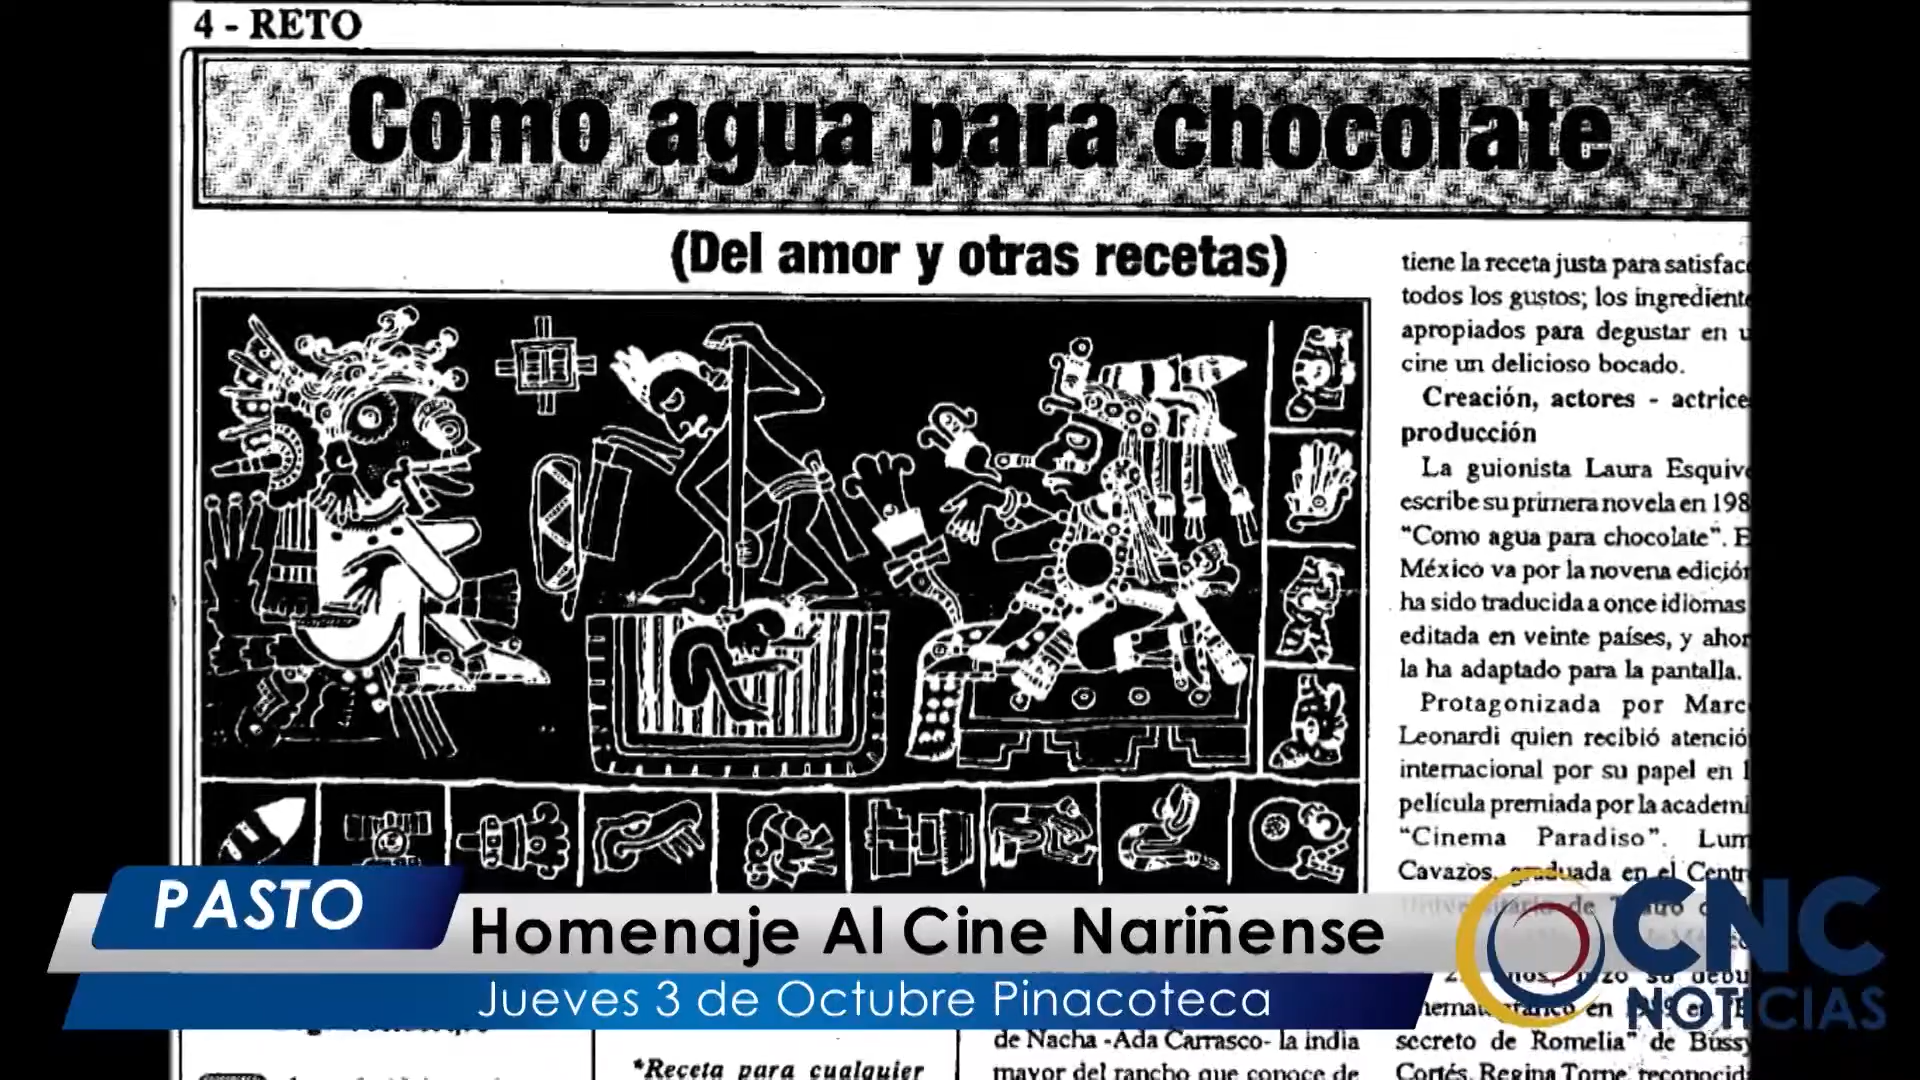 4 - RETO
Como agua para chocolate
(Del amor y otras recetas)
tiene la receta justa para satisfac
todos los gustos; los ingrediente
apropiados para degustar en u
cine un delicioso bocado.
Creación, actores - actrice
producción
La guionista Laura Esquive
escribe su primera novela en 198
"Como agua para chocolate". E
México va por la novena edición
ha sido traducida a once idiomas
editada en veinte países, y ahor
la ha adaptado para la pantalla.
Protagonizada por Marc
Leonardi quien recibió atenció
internacional por su papel en l
película premiada por la academi
"Cinema Paradiso". Lum
Cavazos, graduada en el Centr
de Teatro
en
secreto de Romelia" de Bussy
Cortés, Regina Torne, reconocid
de Nacha -Ada Carrasco- la india
mayor del rancho que conoce de
*Receta para cualquier
PASTO
Homenaje Al Cine Nariñense
Jueves 3 de Octubre Pinacoteca
CNC
NOTICIAS